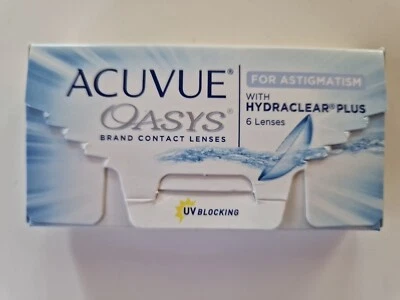 ACUVUE®
OASYS®
BRAND CONTACT LENSES
FOR ASTIGMATISM
WITH
HYDRACLEAR® PLUS
6 Lenses
UV BLOCKING